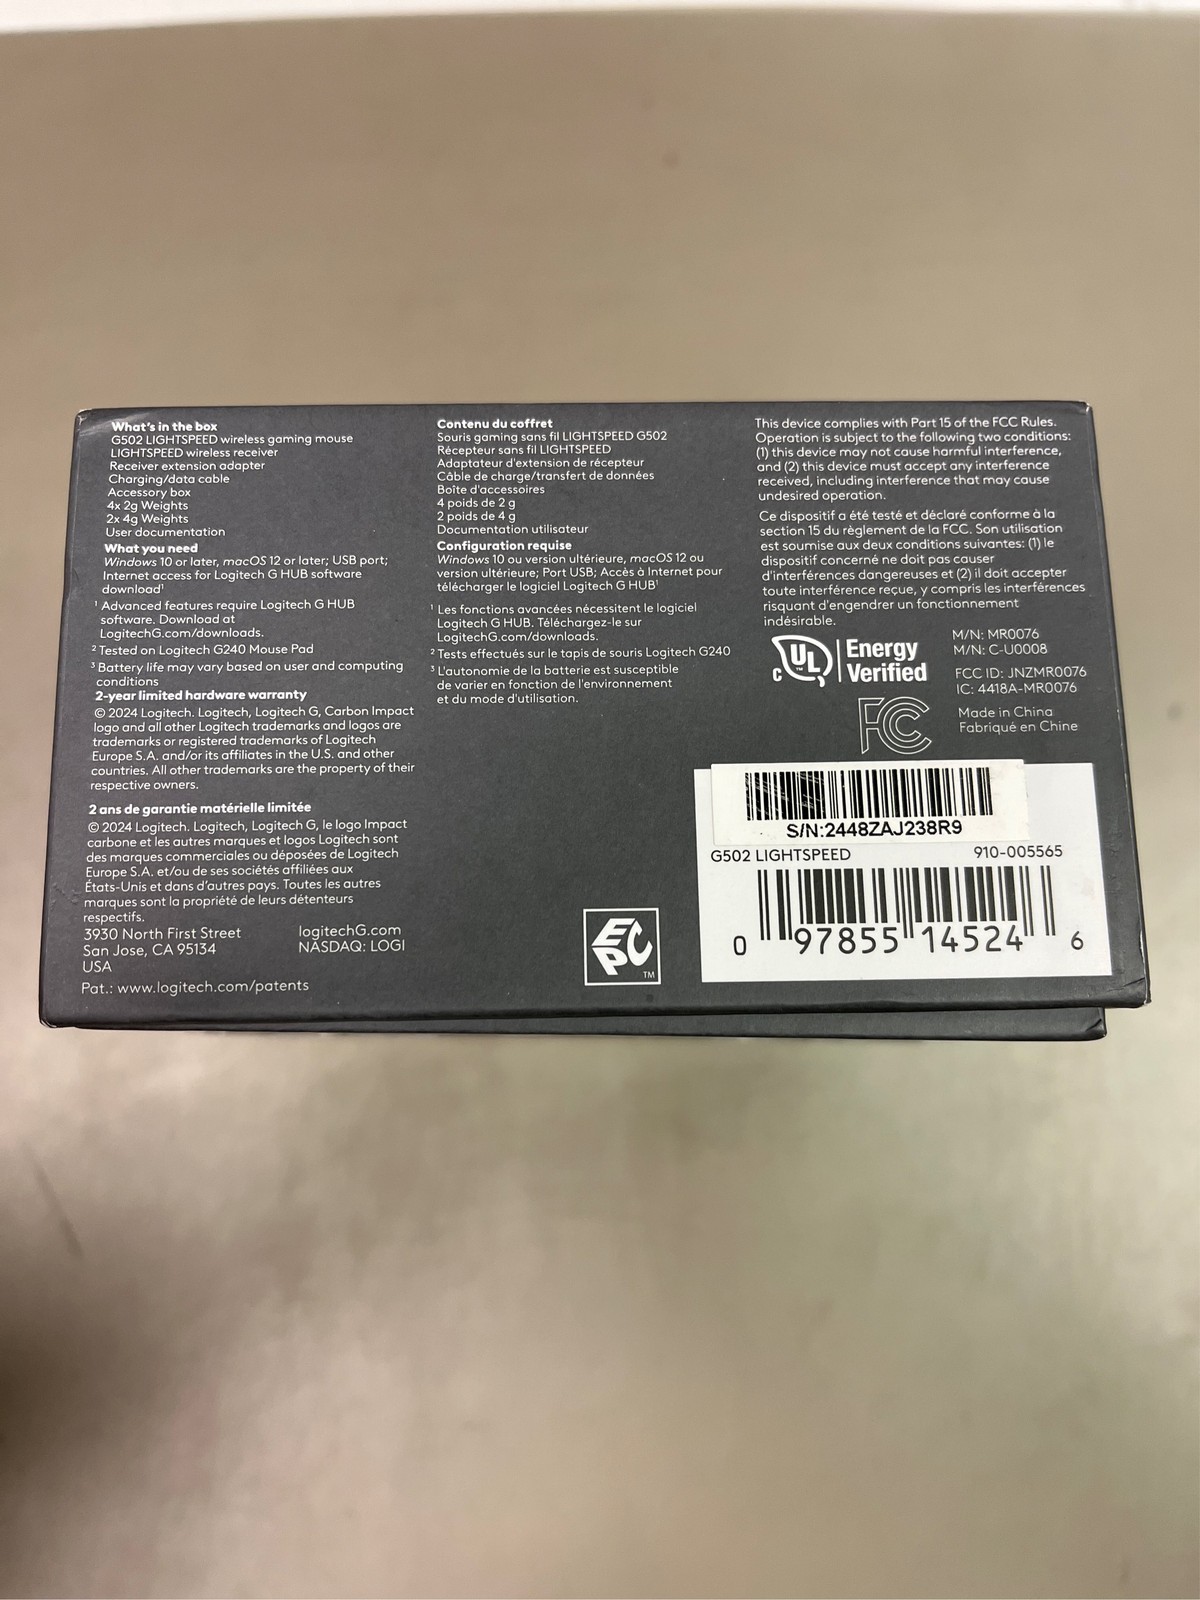 What's in the box
G502 LIGHTSPEED wireless gaming mouse
LIGHTSPEED wireless receiver
Receiver extension adapter
Charging/data cable
Accessory box
4x 2g Weights
2x 4g Weights
User documentation
What you need
Windows 10 or later, macOS 12 or later; USB port;
Internet access for Logitech G HUB software
download¹
¹ Advanced features require Logitech G HUB
software. Download at
LogitechG.com/downloads.
² Tested on Logitech G240 Mouse Pad
³ Battery life may vary based on user and computing
conditions
2-year limited hardware warranty
© 2024 Logitech. Logitech, Logitech G, Carbon Impact
logo and all other Logitech trademarks and logos are
trademarks or registered trademarks of Logitech
Europe S.A. and/or its affiliates in the U.S. and other
countries. All other trademarks are the property of their
respective owners.
2 ans de garantie matérielle limitée
© 2024 Logitech. Logitech, Logitech G, le logo Impact
carbone et les autres marques et logos Logitech sont
des marques commerciales ou déposées de Logitech
Europe S.A. et/ou de ses sociétés affiliées aux
États-Unis et dans d'autres pays. Toutes les autres
marques sont la propriété de leurs détenteurs
respectifs.
3930 North First Street
San Jose, CA 95134
USA
logitechG.com
NASDAQ: LOGI
Pat.: www.logitech.com/patents
Contenu du coffret
Souris gaming sans fil LIGHTSPEED G502
Récepteur sans fil LIGHTSPEED
Adaptateur d'extension de récepteur
Câble de charge/transfert de données
Boîte d'accessoires
4 poids de 2 g
2 poids de 4 g
Documentation utilisateur
Configuration requise
Windows 10 ou version ultérieure, macOS 12 ou
version ultérieure; Port USB; Accès à Internet pour
télécharger le logiciel Logitech G HUB¹
¹ Les fonctions avancées nécessitent le logiciel
Logitech G HUB. Téléchargez-le sur
LogitechG.com/downloads.
² Tests effectués sur le tapis de souris Logitech G240
³ L'autonomie de la batterie est susceptible
de varier en fonction de l'environnement
et du mode d'utilisation.
EPC
TM
This device complies with Part 15 of the FCC Rules.
Operation is subject to the following two conditions:
(1) this device may not cause harmful interference,
and (2) this device must accept any interference
received, including interference that may cause
undesired operation.
Ce dispositif a été testé et déclaré conforme à la
section 15 du règlement de la FCC. Son utilisation
est soumise aux deux conditions suivantes: (1) le
dispositif concerné ne doit pas causer
d'interférences dangereuses et (2) il doit accepter
toute interférence reçue, y compris les interférences
risquant d'engendrer un fonctionnement
indésirable.
c UL ™ Energy
Verified
FC
M/N: MR0076
M/N: C-U0008
FCC ID: JNZMR0076
IC: 4418A-MR0076
Made in China
Fabriqué en Chine
S/N:2448ZAJ238R9
G502 LIGHTSPEED 910-005565
0 97855 14524 6